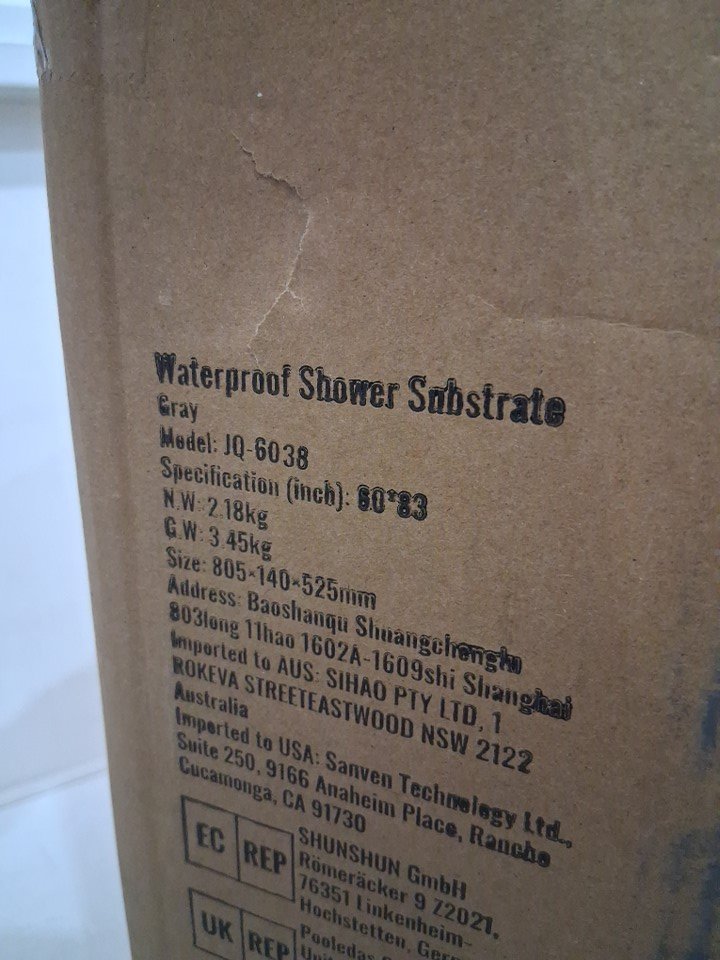 Waterproof Shower Substrate
Gray
Model: JQ-6038
Specification (inch): 60*83
N.W: 2.18kg
G.W: 3.45kg
Size: 805×140×525mm
Address: Baoshanqu Shuangchenglu
803long 11hao 1602A-1609shi Shanghai
Imported to AUS: SIHAO PTY LTD, 1
ROKEVA STREETEASTWOOD NSW 2122
Australia
Imported to USA: Sanven Technology Ltd.,
Suite 250, 9166 Anaheim Place, Rancho
Cucamonga, CA 91730
EC REP
SHUNSHUN GmbH
Römeräcker 9 Z2021,
76351 Linkenheim-
Hochstetten, Ger
UK REP
Pooledas